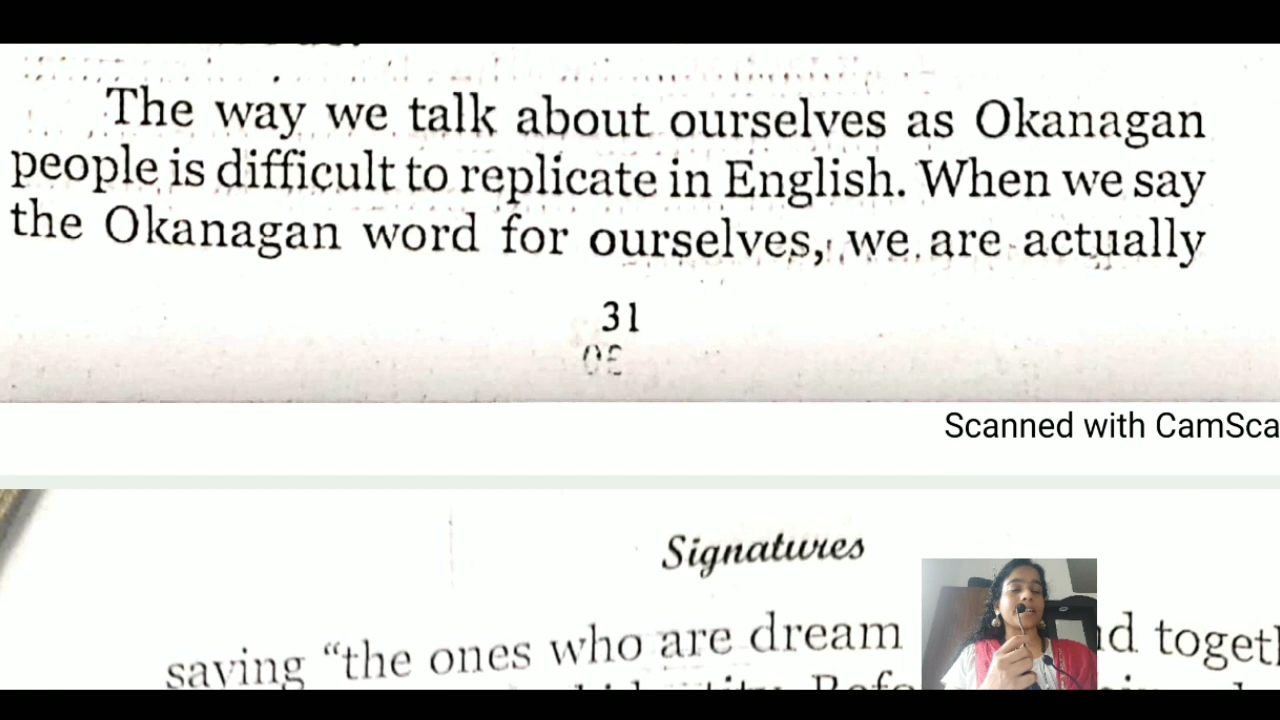 The way we talk about ourselves as Okanagan
people is difficult to replicate in English. When we say
the Okanagan word for ourselves, we are actually
31
Scanned with CamSca
Signatures
saying "the ones who are dream